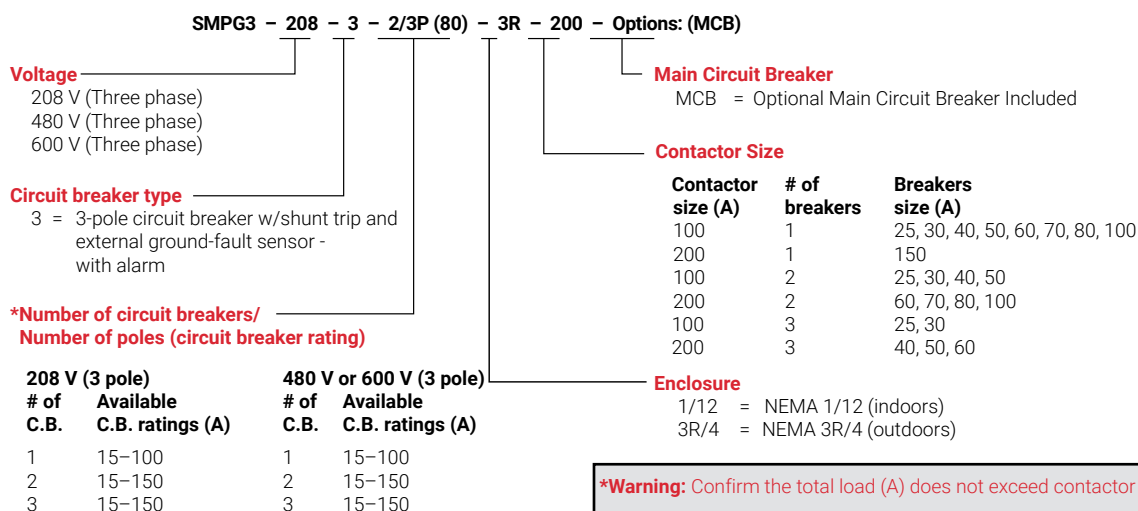 SMPG3 – 208 – 3 – 2/3P (80) – 3R – 200 – Options: (MCB)
Voltage
208 V (Three phase)
480 V (Three phase)
600 V (Three phase)
Circuit breaker type
3 = 3-pole circuit breaker w/shunt trip and
external ground-fault sensor -
with alarm
*Number of circuit breakers/
Number of poles (circuit breaker rating)
208 V (3 pole)
# of Available
C.B. C.B. ratings (A)
1 15–100
2 15–150
3 15–150
480 V or 600 V (3 pole)
# of Available
C.B. C.B. ratings (A)
1 15–100
2 15–150
3 15–150
Main Circuit Breaker
MCB = Optional Main Circuit Breaker Included
Contactor Size
Contactor # of Breakers
size (A) breakers size (A)
100 1 25, 30, 40, 50, 60, 70, 80, 100
200 1 150
100 2 25, 30, 40, 50
200 2 60, 70, 80, 100
100 3 25, 30
200 3 40, 50, 60
Enclosure
1/12 = NEMA 1/12 (indoors)
3R/4 = NEMA 3R/4 (outdoors)
*Warning: Confirm the total load (A) does not exceed contactor